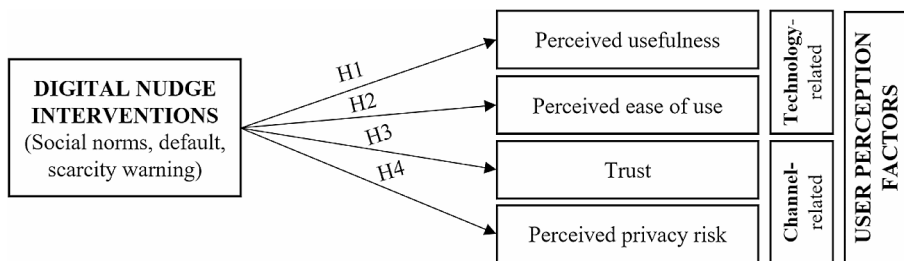 DIGITAL NUDGE
INTERVENTIONS
(Social norms, default,
scarcity warning)
H1
H2
H3
H4
Perceived usefulness
Perceived ease of use
Trust
Perceived privacy risk
Technology-
related
Channel-
related
USER PERCEPTION
FACTORS